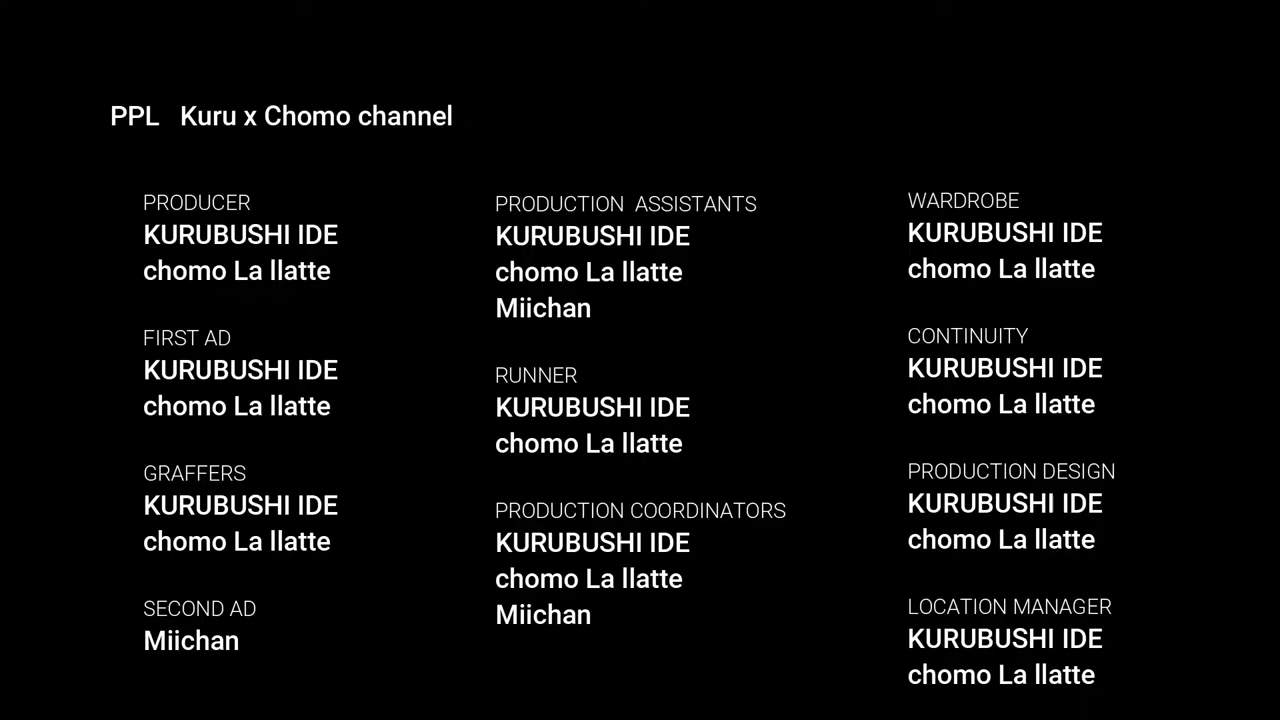 PPL Kuru x Chomo channel
PRODUCER
KURUBUSHI IDE
chomo La llatte
FIRST AD
KURUBUSHI IDE
chomo La llatte
GRAFFERS
KURUBUSHI IDE
chomo La llatte
SECOND AD
Miichan
PRODUCTION ASSISTANTS
KURUBUSHI IDE
chomo La llatte
Miichan
RUNNER
KURUBUSHI IDE
chomo La llatte
PRODUCTION COORDINATORS
KURUBUSHI IDE
chomo La llatte
Miichan
WARDROBE
KURUBUSHI IDE
chomo La llatte
CONTINUITY
KURUBUSHI IDE
chomo La llatte
PRODUCTION DESIGN
KURUBUSHI IDE
chomo La llatte
LOCATION MANAGER
KURUBUSHI IDE
chomo La llatte